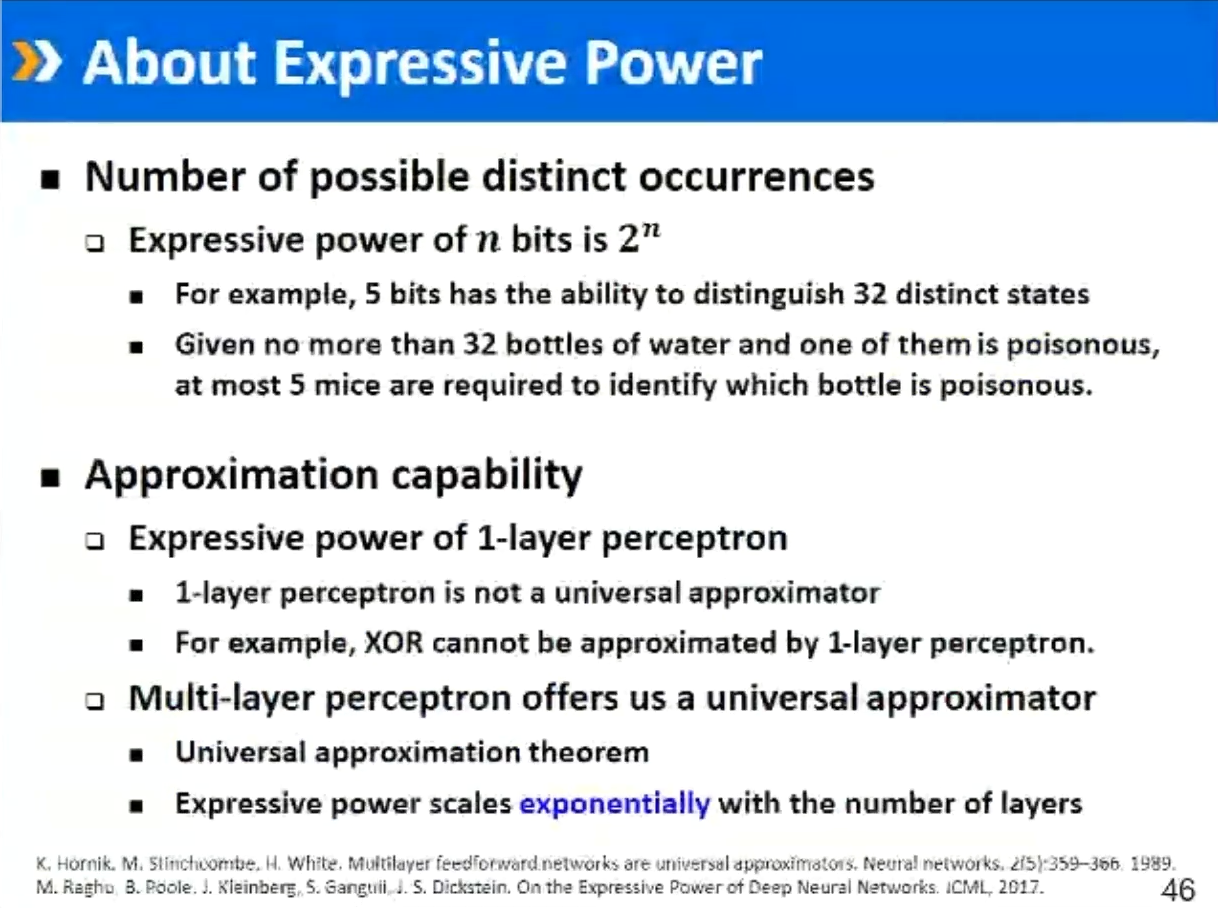 About Expressive Power
Number of possible distinct occurrences
Expressive power of n bits is 2ⁿ
For example, 5 bits has the ability to distinguish 32 distinct states
Given no more than 32 bottles of water and one of them is poisonous,
at most 5 mice are required to identify which bottle is poisonous.
Approximation capability
Expressive power of 1-layer perceptron
1-layer perceptron is not a universal approximator
For example, XOR cannot be approximated by 1-layer perceptron.
Multi-layer perceptron offers us a universal approximator
Universal approximation theorem
Expressive power scales exponentially with the number of layers
K. Hornik, M. Stinchcombe, H. White. Multilayer feedforward networks are universal approximators. Neural networks, 2(5):359–366, 1989.
M. Raghu, B. Poole, J. Kleinberg, S. Ganguli, J. S. Dickstein. On the Expressive Power of Deep Neural Networks. ICML, 2017.
46